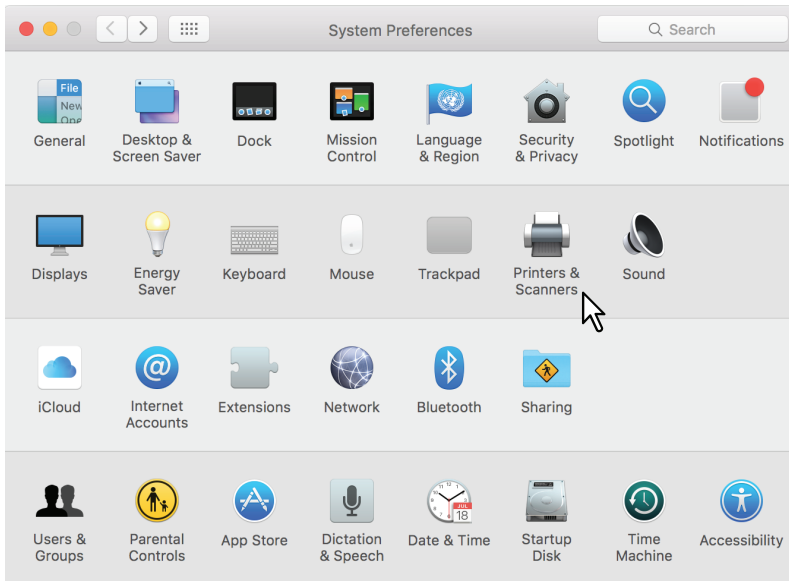 System Preferences
Search
File
New
One
General
Desktop &
Screen Saver
Dock
Mission
Control
Language
& Region
Security
& Privacy
Spotlight
Notifications
Displays
Energy
Saver
Keyboard
Mouse
Trackpad
Printers &
Scanners
Sound
iCloud
@
Internet
Accounts
Extensions
Network
Bluetooth
Sharing
JUL
18
Users &
Groups
Parental
Controls
App Store
Dictation
& Speech
Date & Time
Startup
Disk
Time
Machine
Accessibility